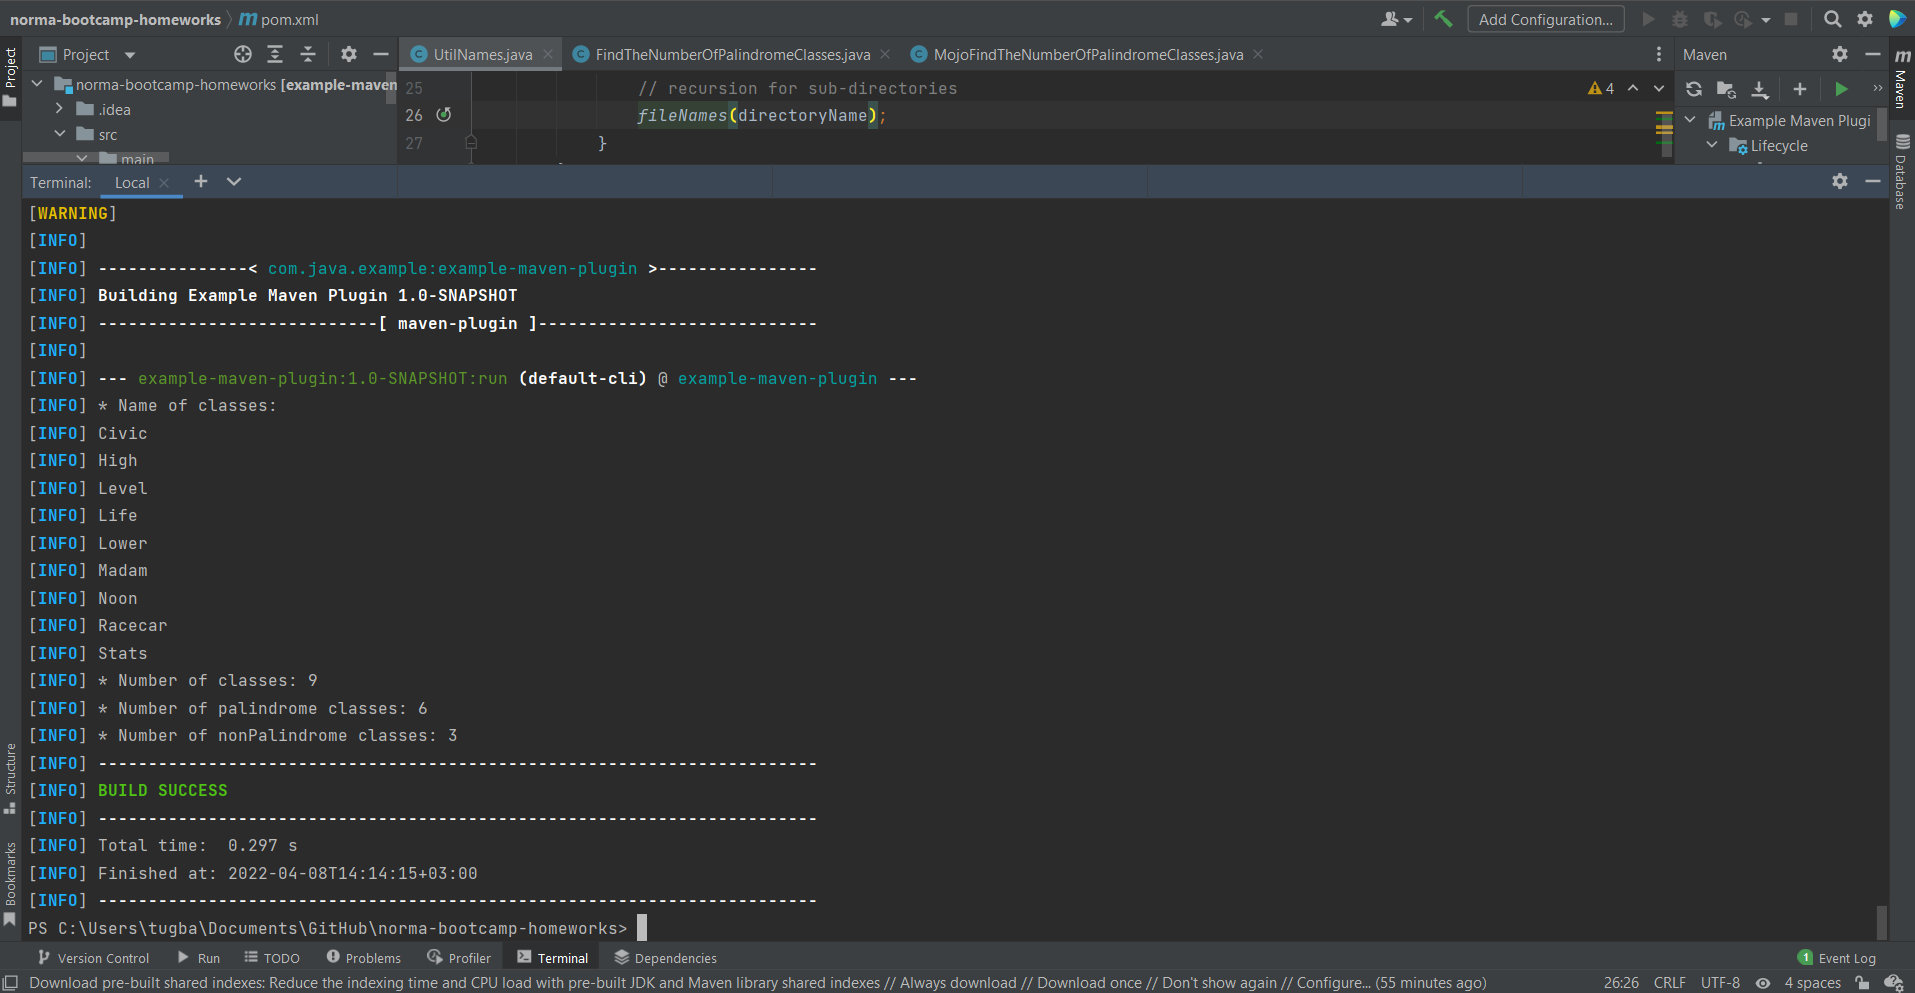 norma-bootcamp-homeworks 〉 m pom.xml
Add Configuration...
Project
Project
norma-bootcamp-homeworks [example-maven
.idea
src
main
UtilNames.java
FindTheNumberOfPalindromeClasses.java
MojoFindTheNumberOfPalindromeClasses.java
25 // recursion for sub-directories
26 fileNames(directoryName);
27 }
4
Maven
Example Maven Plugi
Lifecycle
Maven
Database
Terminal: Local
[WARNING]
[INFO]
[INFO] ---------------< com.java.example:example-maven-plugin >----------------
[INFO] Building Example Maven Plugin 1.0-SNAPSHOT
[INFO] ----------------------------[ maven-plugin ]----------------------------
[INFO]
[INFO] --- example-maven-plugin:1.0-SNAPSHOT:run (default-cli) @ example-maven-plugin ---
[INFO] * Name of classes:
[INFO] Civic
[INFO] High
[INFO] Level
[INFO] Life
[INFO] Lower
[INFO] Madam
[INFO] Noon
[INFO] Racecar
[INFO] Stats
[INFO] * Number of classes: 9
[INFO] * Number of palindrome classes: 6
[INFO] * Number of nonPalindrome classes: 3
[INFO] ------------------------------------------------------------------------
[INFO] BUILD SUCCESS
[INFO] ------------------------------------------------------------------------
[INFO] Total time:  0.297 s
[INFO] Finished at: 2022-04-08T14:14:15+03:00
[INFO] ------------------------------------------------------------------------
PS C:\Users\tugba\Documents\GitHub\norma-bootcamp-homeworks>
Structure
Bookmarks
Version Control
Run
TODO
Problems
Profiler
Terminal
Dependencies
1 Event Log
Download pre-built shared indexes: Reduce the indexing time and CPU load with pre-built JDK and Maven library shared indexes // Always download // Download once // Don't show again // Configure... (55 minutes ago)
26:26 CRLF UTF-8 4 spaces